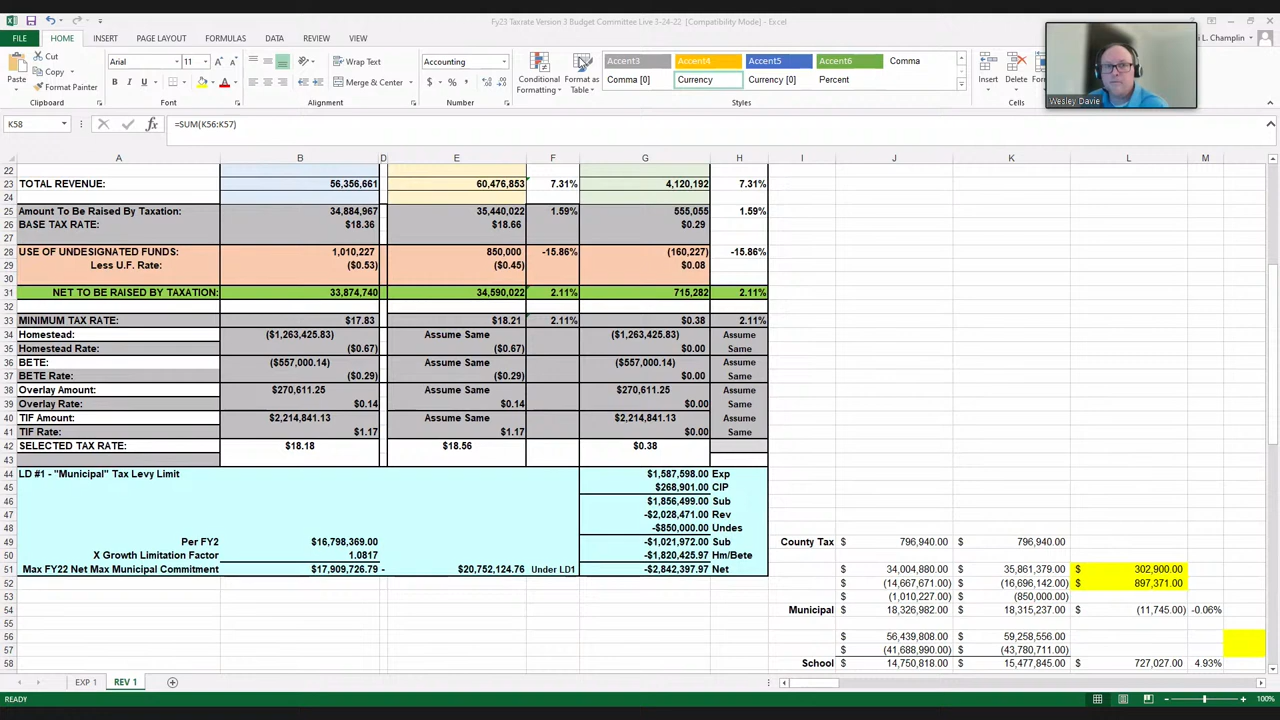 Fy23 Taxrate Version 3 Budget Committee Live 3-24-22 [Compatibility Mode] - Excel
FILE HOME INSERT PAGE LAYOUT FORMULAS DATA REVIEW VIEW L. Champlin
Cut Copy Format Painter Paste Clipboard
Arial 11 A A B I U Font
Wrap Text Merge & Center Alignment
Accounting $ % , Number
Conditional Formatting Format as Table
Accent3 Accent4 Accent5 Accent6 Comma
Comma [0] Currency Currency [0] Percent
Styles
Insert Delete Format Cells
Wesley Davie
K58 fx =SUM(K56:K57)
A B D E F G H I J K L M
22
23 TOTAL REVENUE: 56,356,661 60,476,853 7.31% 4,120,192 7.31%
24
25 Amount To Be Raised By Taxation: 34,884,967 35,440,022 1.59% 555,055 1.59%
26 BASE TAX RATE: $18.36 $18.66 $0.29
27
28 USE OF UNDESIGNATED FUNDS: 1,010,227 850,000 -15.86% (160,227) -15.86%
29 Less U.F. Rate: ($0.53) ($0.45) $0.08
30
31 NET TO BE RAISED BY TAXATION: 33,874,740 34,590,022 2.11% 715,282 2.11%
32
33 MINIMUM TAX RATE: $17.83 $18.21 2.11% $0.38 2.11%
34 Homestead: ($1,263,425.83) Assume Same ($1,263,425.83) Assume
35 Homestead Rate: ($0.67) ($0.67) $0.00 Same
36 BETE: ($557,000.14) Assume Same ($557,000.14) Assume
37 BETE Rate: ($0.29) ($0.29) $0.00 Same
38 Overlay Amount: $270,611.25 Assume Same $270,611.25 Assume
39 Overlay Rate: $0.14 $0.14 $0.00 Same
40 TIF Amount: $2,214,841.13 Assume Same $2,214,841.13 Assume
41 TIF Rate: $1.17 $1.17 $0.00 Same
42 SELECTED TAX RATE: $18.18 $18.56 $0.38
43
44 LD #1 - "Municipal" Tax Levy Limit $1,587,598.00 Exp
45 $268,901.00 CIP
46 $1,856,499.00 Sub
47 -$2,028,471.00 Rev
48 -$850,000.00 Undes
49 Per FY2 $16,798,369.00 -$1,021,972.00 Sub County Tax $ 796,940.00 $ 796,940.00
50 X Growth Limitation Factor 1.0817 -$1,820,425.97 Hm/Bete
51 Max FY22 Net Max Municipal Commitment $17,909,726.79 - $20,752,124.76 Under LD1 -$2,842,397.97 Net $ 34,004,880.00 $ 35,861,379.00 $ 302,900.00
52 $ (14,667,671.00) $ (16,696,142.00) $ 897,371.00
53 $ (1,010,227.00) $ (850,000.00)
54 Municipal $ 18,326,982.00 $ 18,315,237.00 $ (11,745.00) -0.06%
56 $ 56,439,808.00 $ 59,258,556.00
57 $ (41,688,990.00) $ (43,780,711.00)
58 School $ 14,750,818.00 $ 15,477,845.00 $ 727,027.00 4.93%
EXP 1 REV 1
READY 100%